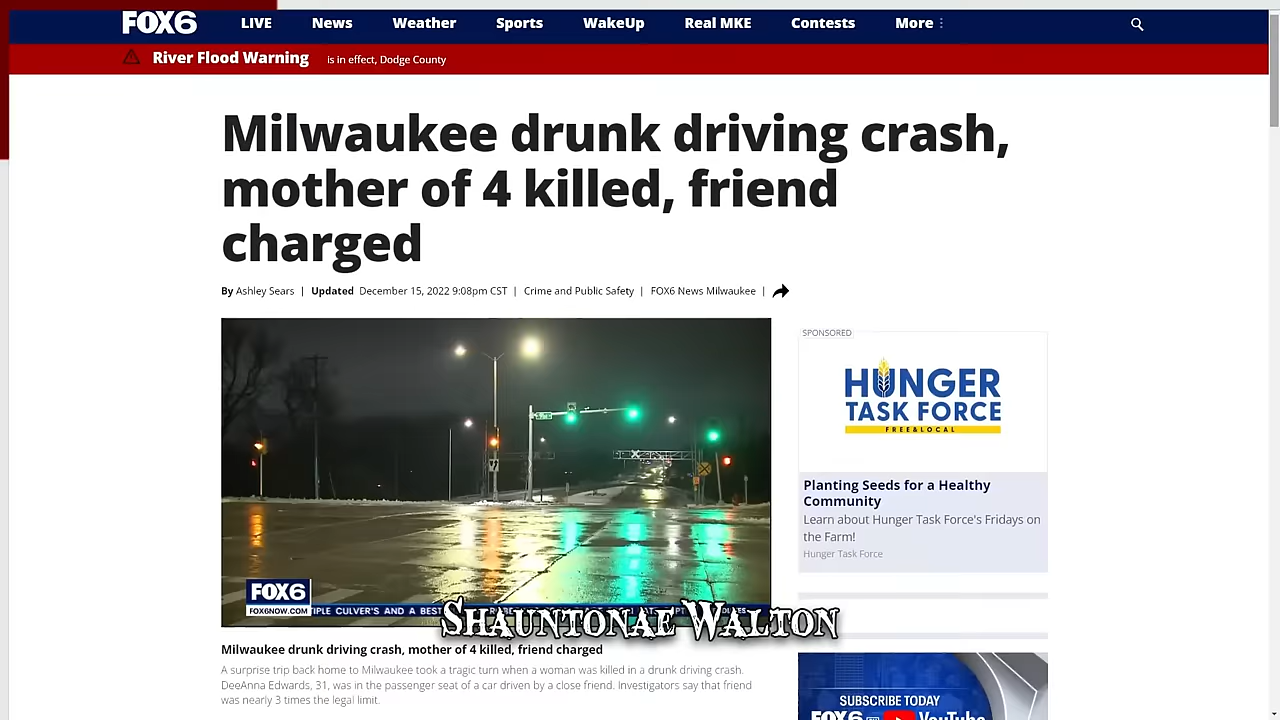 FOX6 LIVE News Weather Sports WakeUp Real MKE Contests More
River Flood Warning is in effect, Dodge County
Milwaukee drunk driving crash,
mother of 4 killed, friend
charged
By Ashley Sears | Updated December 15, 2022 9:08pm CST | Crime and Public Safety | FOX6 News Milwaukee |
SPONSORED
HUNGER
TASK FORCE
FREE & LOCAL
Planting Seeds for a Healthy
Community
Learn about Hunger Task Force's Fridays on
the Farm!
Hunger Task Force
FOX6
FOX6NOW.COM TIPLE CULVER'S AND A BEST
Shauntonae Walton
Milwaukee drunk driving crash, mother of 4 killed, friend charged
A surprise trip back home to Milwaukee took a tragic turn when a woman was killed in a drunk driving crash.
DeeAnna Edwards, 31, was in the passenger seat of a car driven by a close friend. Investigators say that friend
was nearly 3 times the legal limit.
SUBSCRIBE TODAY
FOX6 YouTube